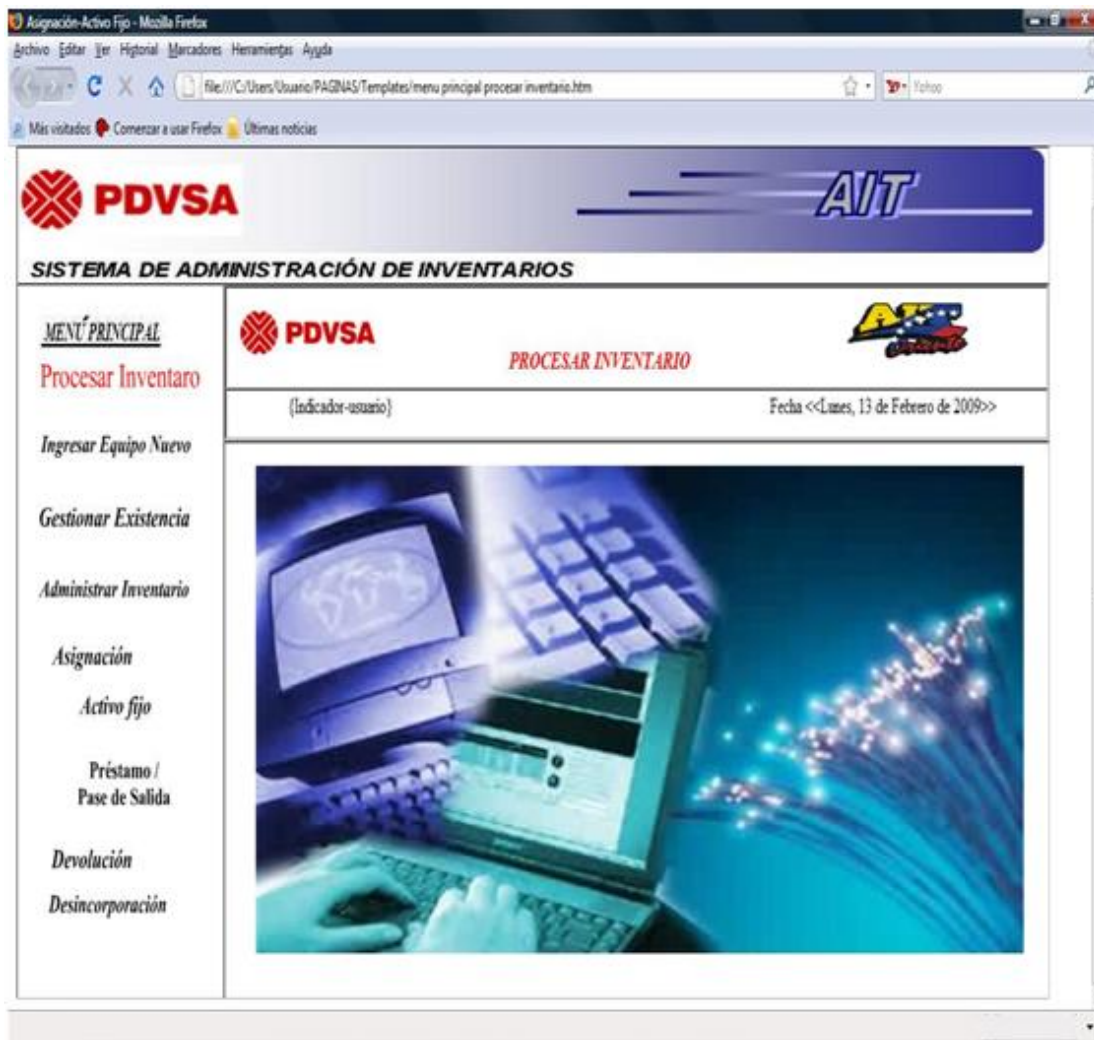 Asignación-Activo Fijo - Mozilla Firefox
Archivo Editar Ver Historial Marcadores Herramientas Ayuda
file:///C:/Users/Usuario/PAGINAS/Templates/menu principal procesar inventario.htm
Yahoo
Más visitados Comenzar a usar Firefox Últimas noticias
PDVSA
AIT
SISTEMA DE ADMINISTRACIÓN DE INVENTARIOS
MENÚ PRINCIPAL
Procesar Inventaro
Ingresar Equipo Nuevo
Gestionar Existencia
Administrar Inventario
Asignación
Activo fijo
Préstamo /
Pase de Salida
Devolución
Desincorporación
PDVSA
AIT
oriente
PROCESAR INVENTARIO
{Indicador-usuario}
Fecha <<Lunes, 13 de Febrero de 2009>>